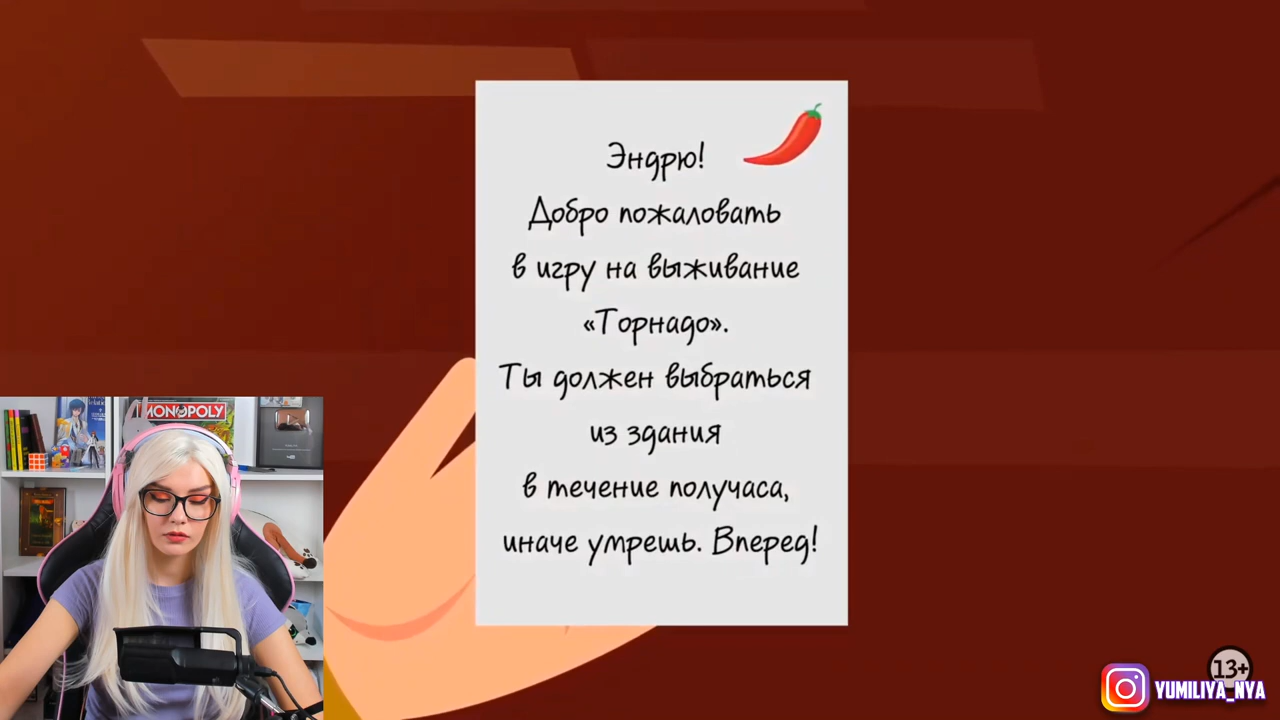 Эндрю!
Добро пожаловать
в игру на выживание
«Торнадо».
Ты должен выбраться
из здания
в течение получаса,
иначе умрешь. Вперед!
MONOPOLY
13+
YUMILIYA_NYA